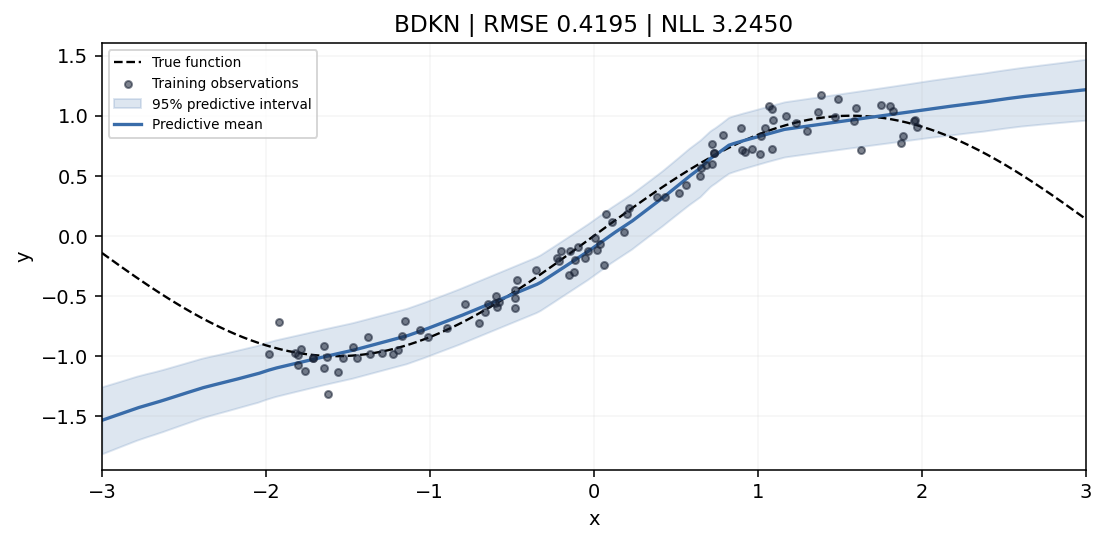 BDKN | RMSE 0.4195 | NLL 3.2450
True function
Training observations
95% predictive interval
Predictive mean
1.5
1.0
0.5
0.0
−0.5
−1.0
−1.5
y
−3
−2
−1
0
1
2
3
x